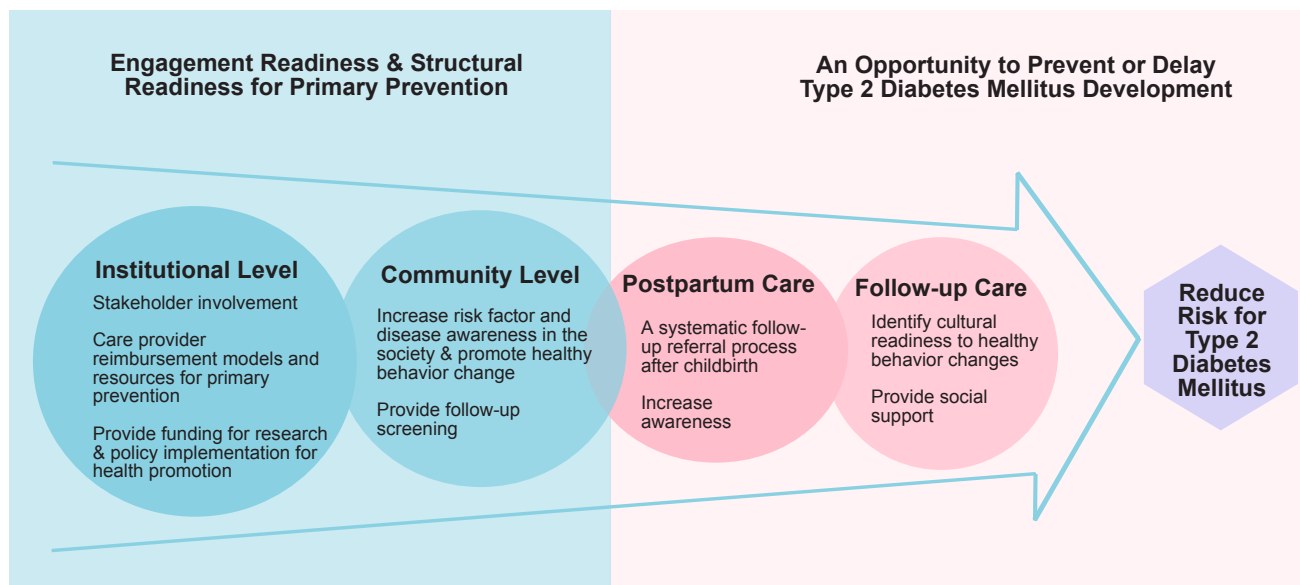 Engagement Readiness & Structural
Readiness for Primary Prevention
An Opportunity to Prevent or Delay
Type 2 Diabetes Mellitus Development
Institutional Level
Stakeholder involvement
Care provider
reimbursement models and
resources for primary
prevention
Provide funding for research
& policy implementation for
health promotion
Community Level
Increase risk factor and
disease awareness in the
society & promote healthy
behavior change
Provide follow-up
screening
Postpartum Care
A systematic follow-
up referral process
after childbirth
Increase
awareness
Follow-up Care
Identify cultural
readiness to healthy
behavior changes
Provide social
support
Reduce
Risk for
Type 2
Diabetes
Mellitus